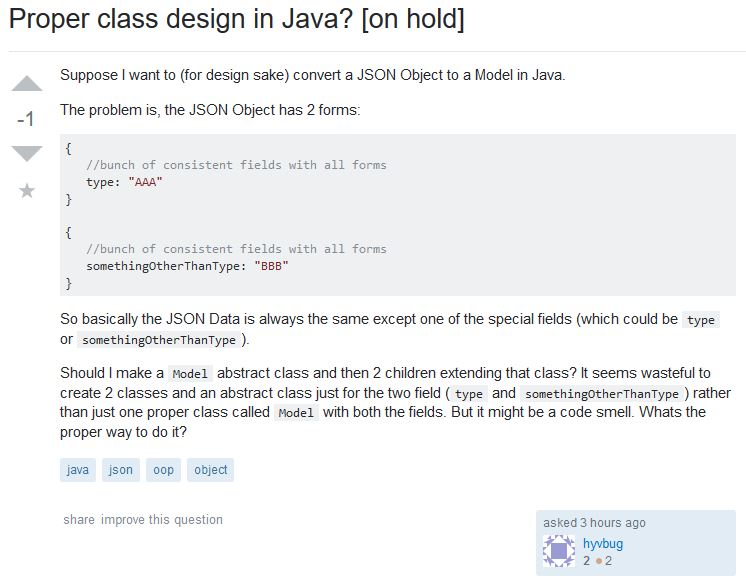 Proper class design in Java? [on hold]
Suppose I want to (for design sake) convert a JSON Object to a Model in Java.
-1
The problem is, the JSON Object has 2 forms:
{
//bunch of consistent fields with all forms
type: "AAA"
}
{
//bunch of consistent fields with all forms
somethingOtherThanType: "BBB"
}
So basically the JSON Data is always the same except one of the special fields (which could be type
or somethingOtherThanType ).
Should I make a Model abstract class and then 2 children extending that class? It seems wasteful to
create 2 classes and an abstract class just for the two field ( type and somethingOtherThanType ) rather
than just one proper class called Model with both the fields. But it might be a code smell. Whats the
proper way to do it?
java json oop object
share improve this question
asked 3 hours ago
hyvbug
2 2